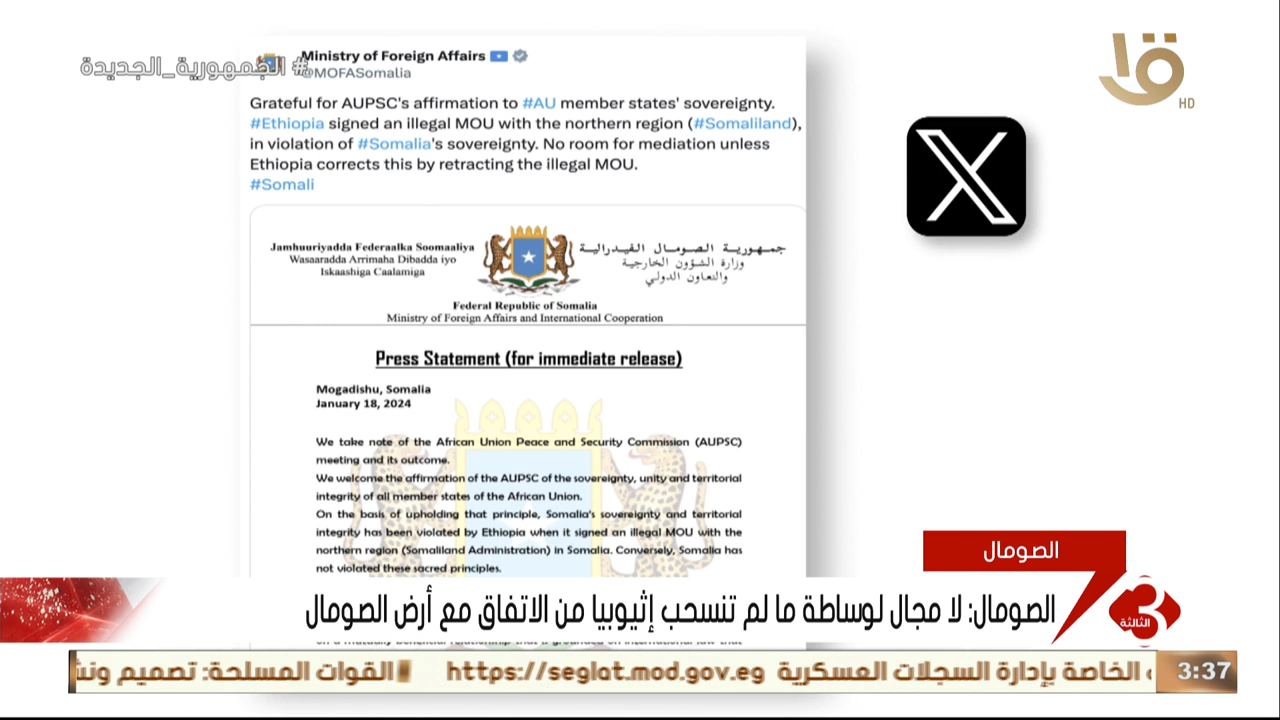 #الجمهورية_الجديدة
HD
Ministry of Foreign Affairs
@MOFASomalia
Grateful for AUPSC's affirmation to #AU member states' sovereignty.
#Ethiopia signed an illegal MOU with the northern region (#Somaliland),
in violation of #Somalia's sovereignty. No room for mediation unless
Ethiopia corrects this by retracting the illegal MOU.
#Somali
Jamhuuriyadda Federaalka Soomaaliya
Wasaaradda Arrimaha Dibadda iyo
Iskaashiga Caalamiga
جمهورية الصومال الفيدرالية
وزارة الشؤون الخارجية
والتعاون الدولي
Federal Republic of Somalia
Ministry of Foreign Affairs and International Cooperation
Press Statement (for immediate release)
Mogadishu, Somalia
January 18, 2024
We take note of the African Union Peace and Security Commission (AUPSC)
meeting and its outcome.
We welcome the affirmation of the AUPSC of the sovereignty, unity and territorial
integrity of all member states of the African Union.
On the basis of upholding that principle, Somalia's sovereignty and territorial
integrity has been violated by Ethiopia when it signed an illegal MOU with the
northern region (Somaliland Administration) in Somalia. Conversely, Somalia has
not violated these sacred principles.
الصومال
3 الثالثة
الصومال: لا مجال لوساطة ما لم تنسحب إثيوبيا من الاتفاق مع أرض الصومال
الخاصة بإدارة السجلات العسكرية https://seglat.mod.gov.eg القوات المسلحة: تصميم
3:37